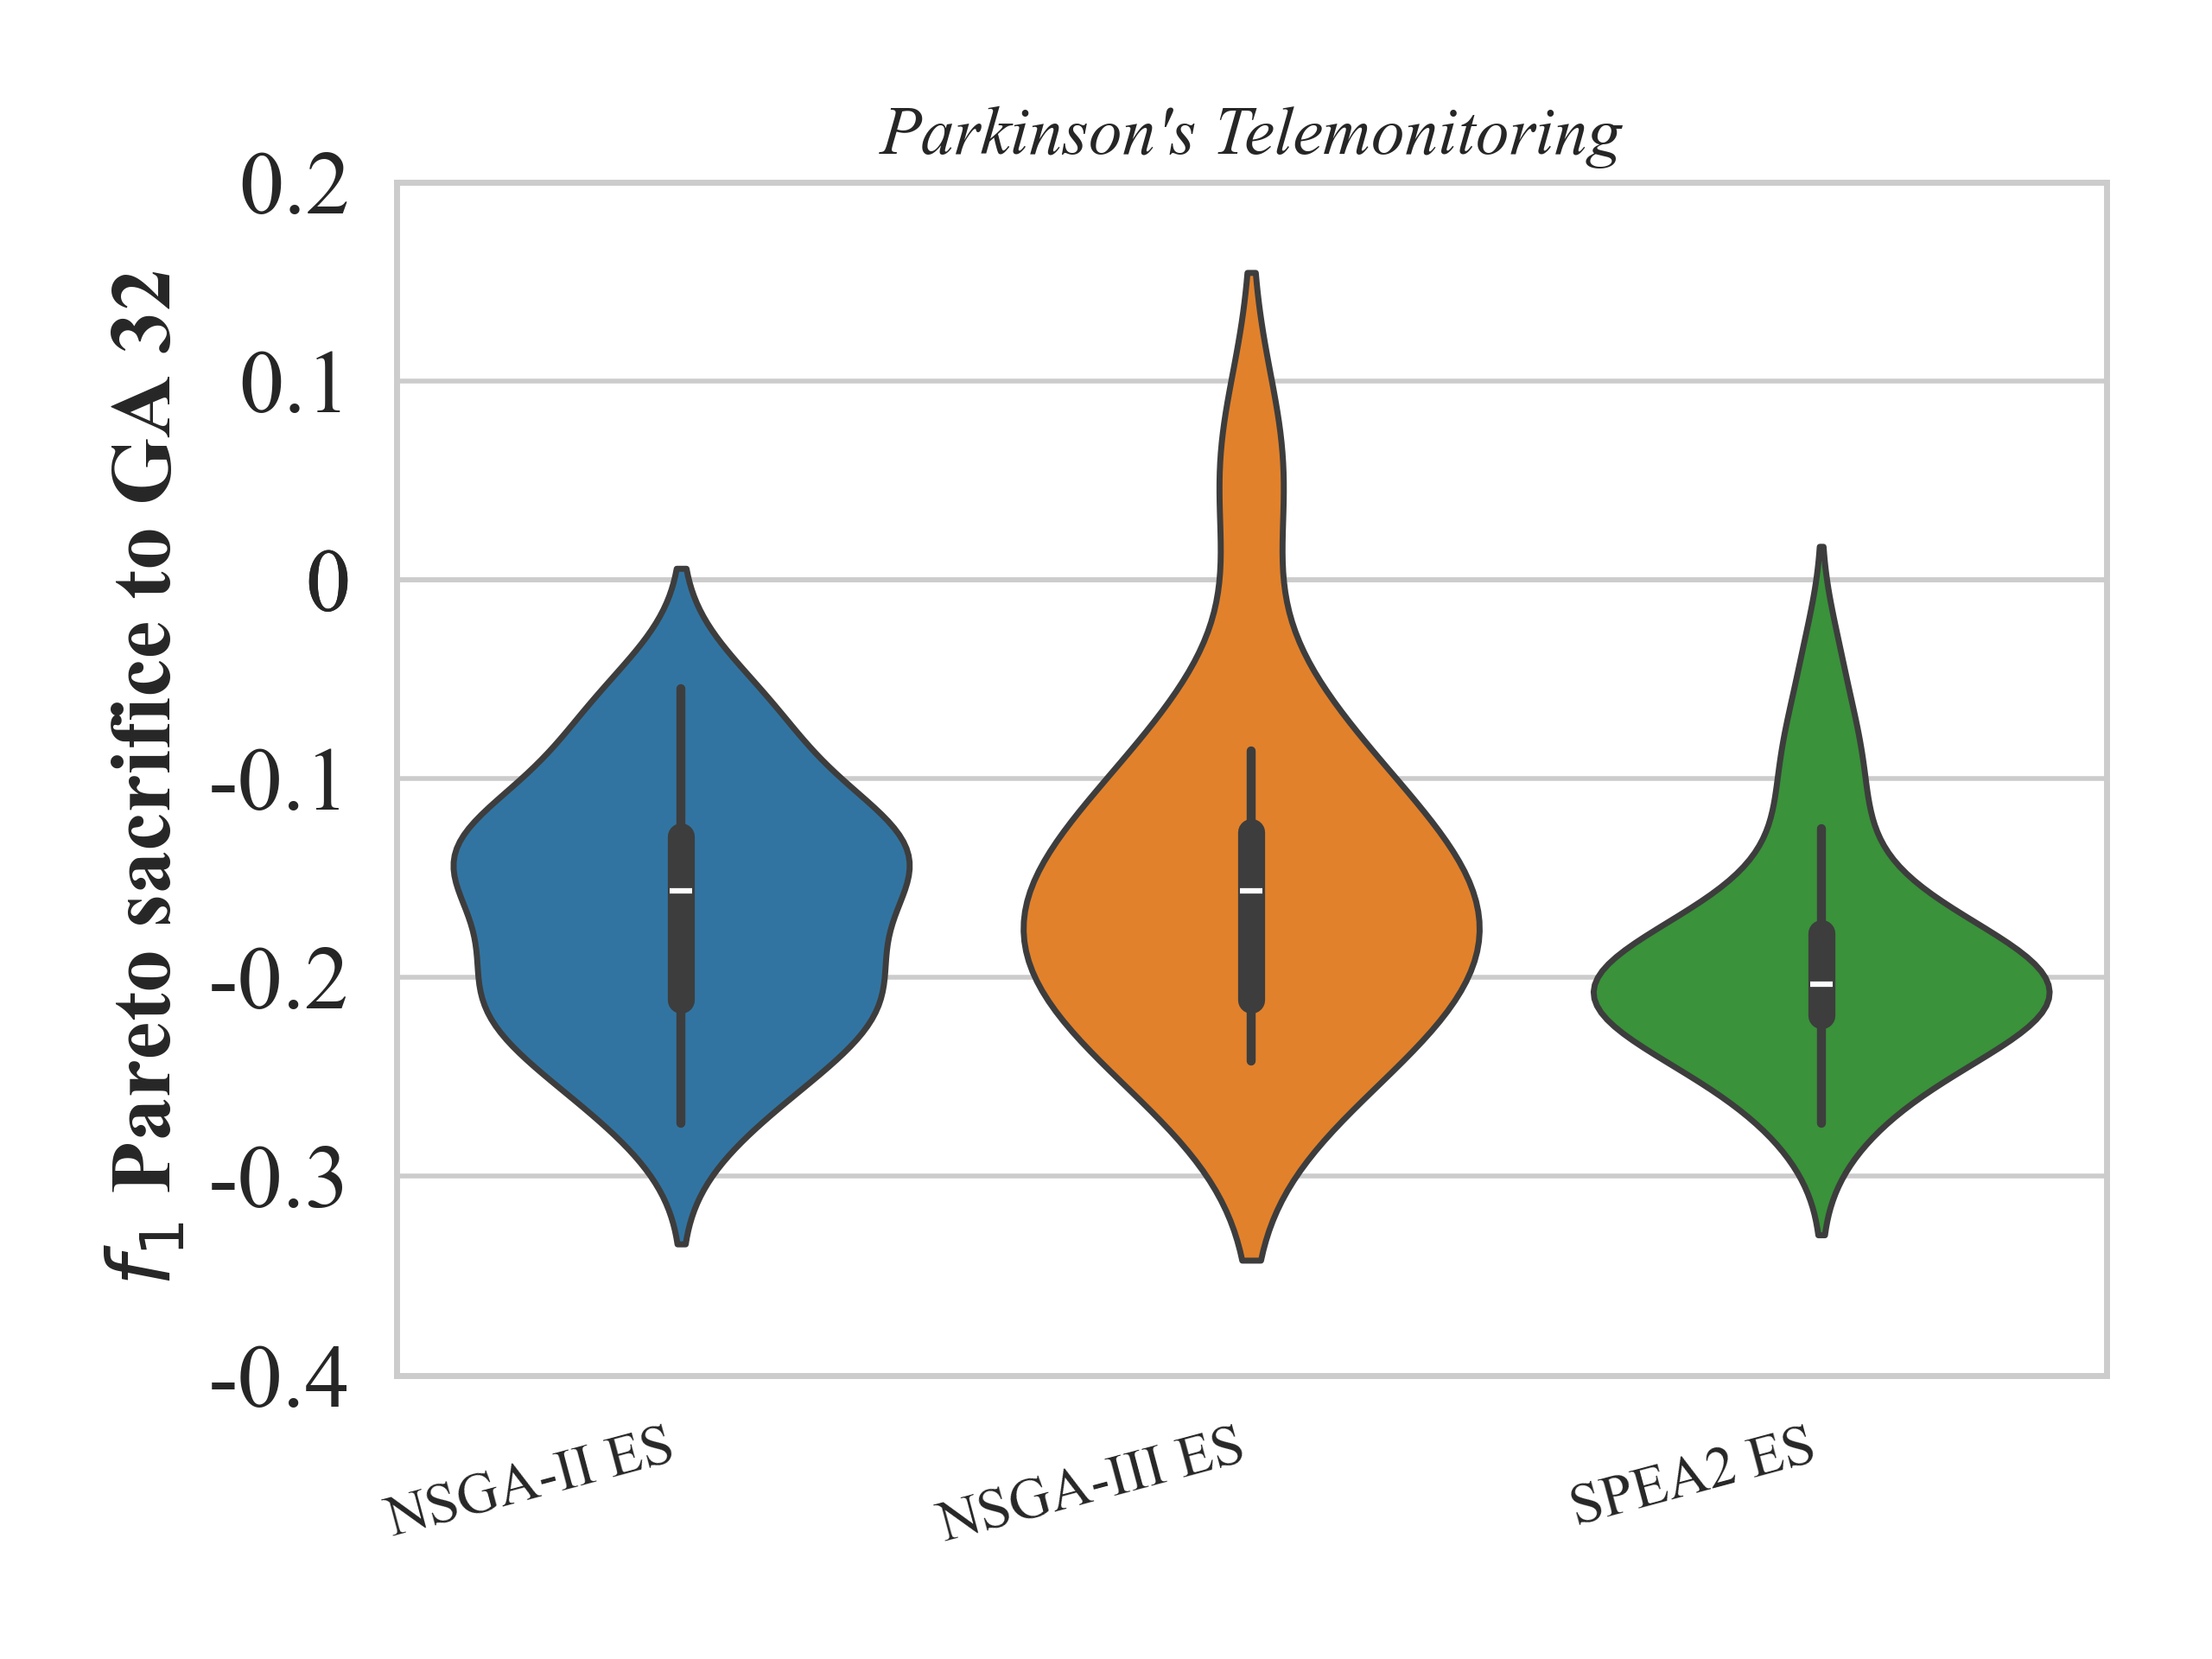 Parkinson's Telemonitoring
f1 Pareto sacrifice to GA 32
0.2
0.1
0
-0.1
-0.2
-0.3
-0.4
NSGA-II ES
NSGA-III ES
SPEA2 ES